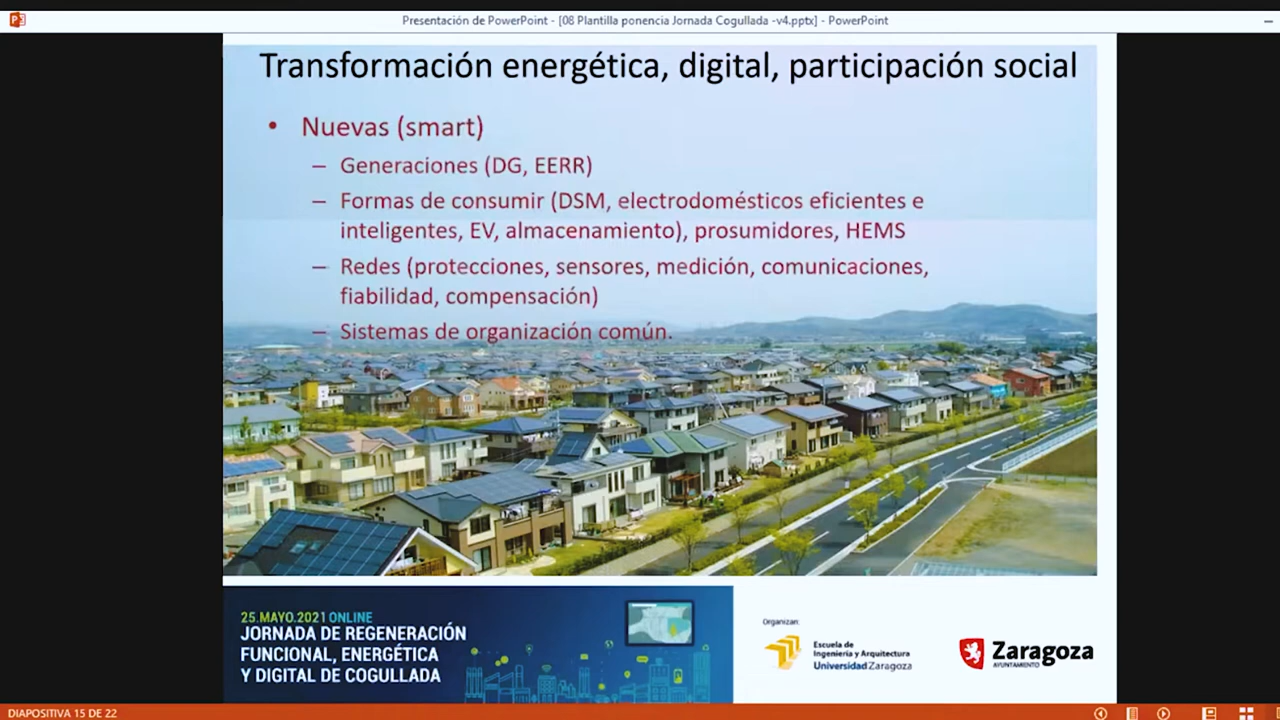 Presentación de PowerPoint - [08 Plantilla ponencia Jornada Cogullada -v4.pptx] - PowerPoint
Transformación energética, digital, participación social
• Nuevas (smart)
– Generaciones (DG, EERR)
– Formas de consumir (DSM, electrodomésticos eficientes e
inteligentes, EV, almacenamiento), prosumidores, HEMS
– Redes (protecciones, sensores, medición, comunicaciones,
fiabilidad, compensación)
– Sistemas de organización común.
25.MAYO.2021 ONLINE
JORNADA DE REGENERACIÓN
FUNCIONAL, ENERGÉTICA
Y DIGITAL DE COGULLADA
Organizan:
Escuela de
Ingeniería y Arquitectura
Universidad Zaragoza
Zaragoza
AYUNTAMIENTO
DIAPOSITIVA 15 DE 22